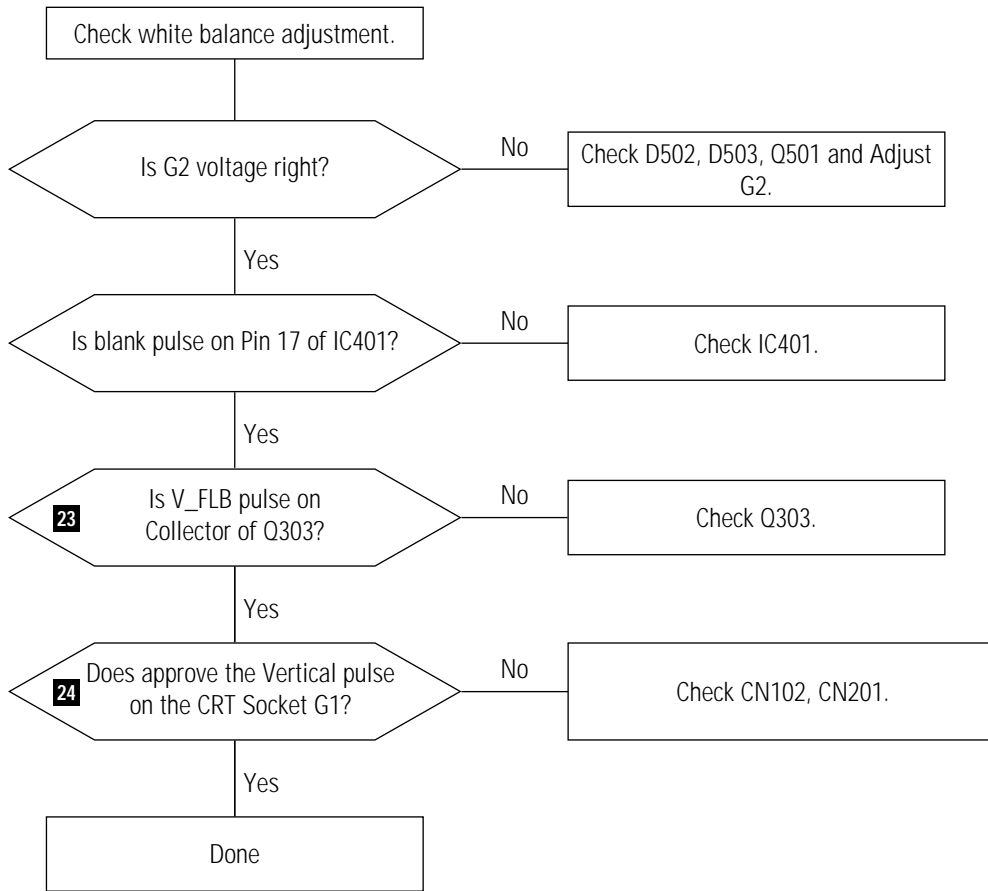 Check white balance adjustment.
Is G2 voltage right?
No
Check D502, D503, Q501 and Adjust
G2.
Yes
Is blank pulse on Pin 17 of IC401?
No
Check IC401.
Yes
23
Is V_FLB pulse on
Collector of Q303?
No
Check Q303.
Yes
24
Does approve the Vertical pulse
on the CRT Socket G1?
No
Check CN102, CN201.
Yes
Done